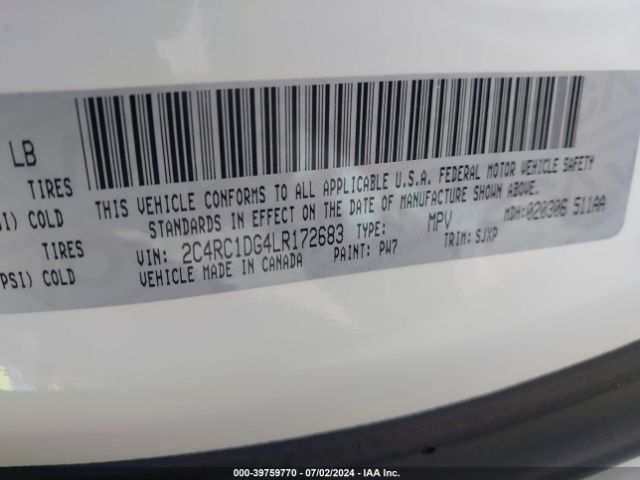 LB
TIRES
SI) COLD
TIRES
PSI) COLD
THIS VEHICLE CONFORMS TO ALL APPLICABLE U.S.A. FEDERAL MOTOR VEHICLE SAFETY
STANDARDS IN EFFECT ON THE DATE OF MANUFACTURE SHOWN ABOVE.
VIN: 2C4RC1DG4LR172683 TYPE: MPV MDH:020306 511AA
VEHICLE MADE IN CANADA PAINT: PW7 TRIM: SJXP
000-39759770 - 07/02/2024 - IAA Inc.